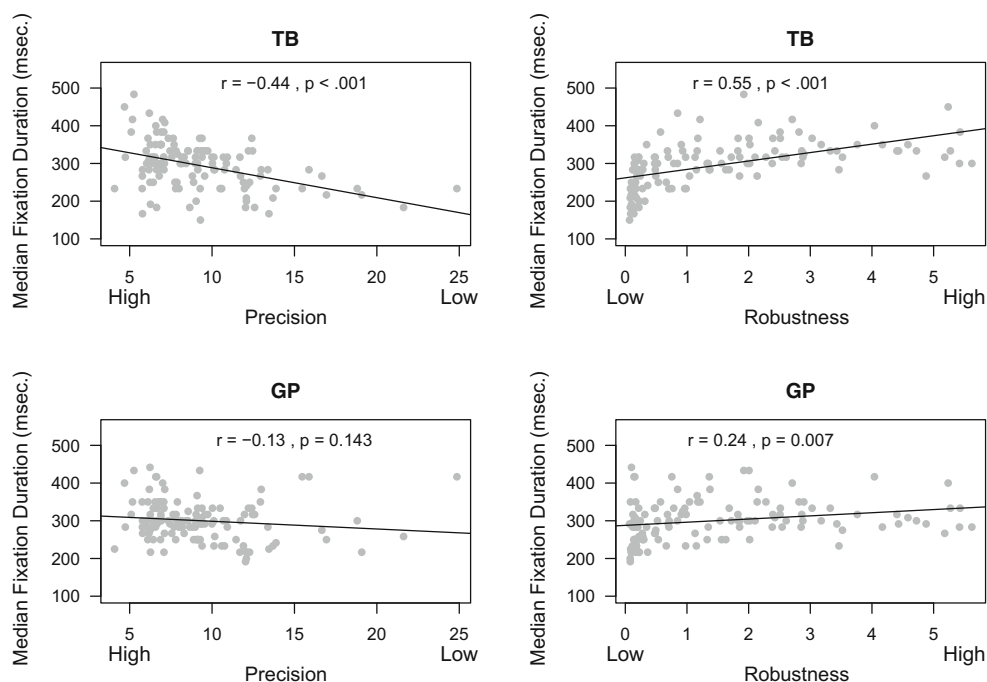 TB
r = −0.44 , p < .001
Median Fixation Duration (msec.)
500
400
300
200
100
5 10 15 20 25
High Low
Precision
TB
r = 0.55 , p < .001
Median Fixation Duration (msec.)
500
400
300
200
100
0 1 2 3 4 5
Low High
Robustness
GP
r = −0.13 , p = 0.143
Median Fixation Duration (msec.)
500
400
300
200
100
5 10 15 20 25
High Low
Precision
GP
r = 0.24 , p = 0.007
Median Fixation Duration (msec.)
500
400
300
200
100
0 1 2 3 4 5
Low High
Robustness